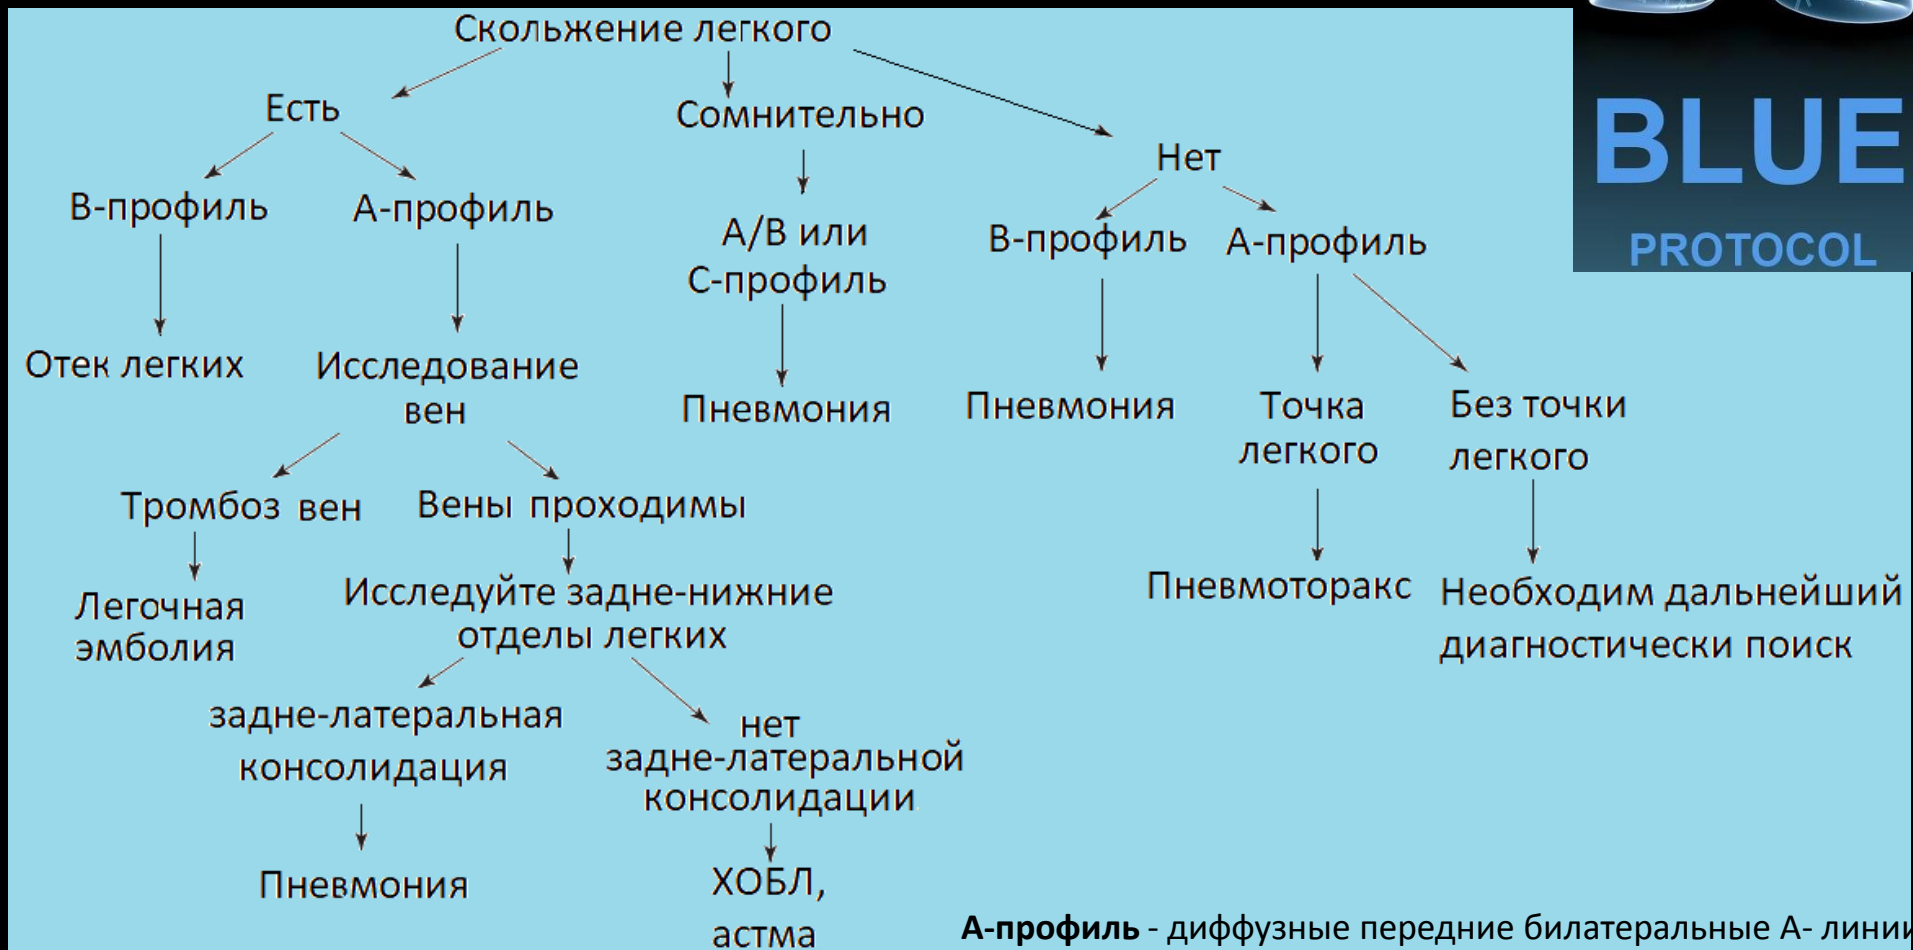 Скольжение легкого
BLUE
PROTOCOL
Есть
Сомнительно
Нет
В-профиль
А-профиль
А/В или
С-профиль
В-профиль
А-профиль
Отек легких
Исследование
вен
Пневмония
Пневмония
Точка
легкого
Без точки
легкого
Тромбоз вен
Вены проходимы
Легочная
эмболия
Исследуйте задне-нижние
отделы легких
Пневмоторакс
Необходим дальнейший
диагностически поиск
задне-латеральная
консолидация
нет
задне-латеральной
консолидации
Пневмония
ХОБЛ,
астма
А-профиль - диффузные передние билатеральные А- линии